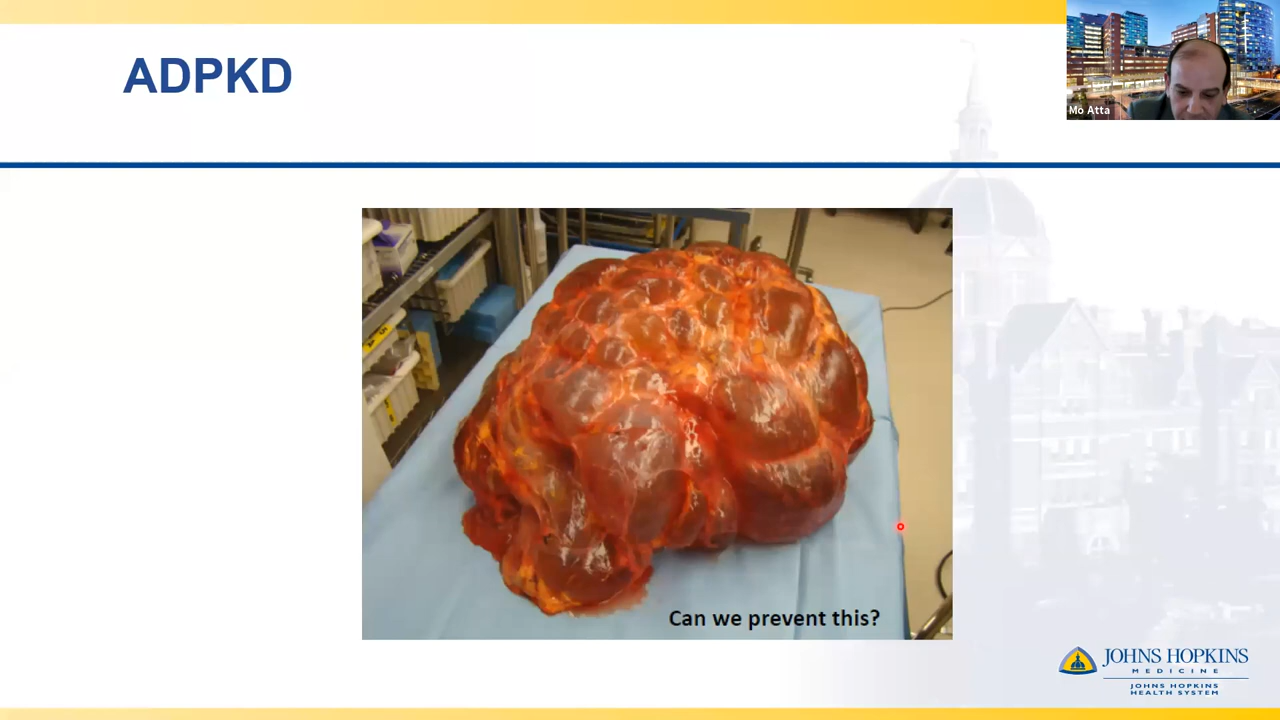 ADPKD
Mo Atta
Can we prevent this?
JOHNS HOPKINS
MEDICINE
JOHNS HOPKINS
HEALTH SYSTEM